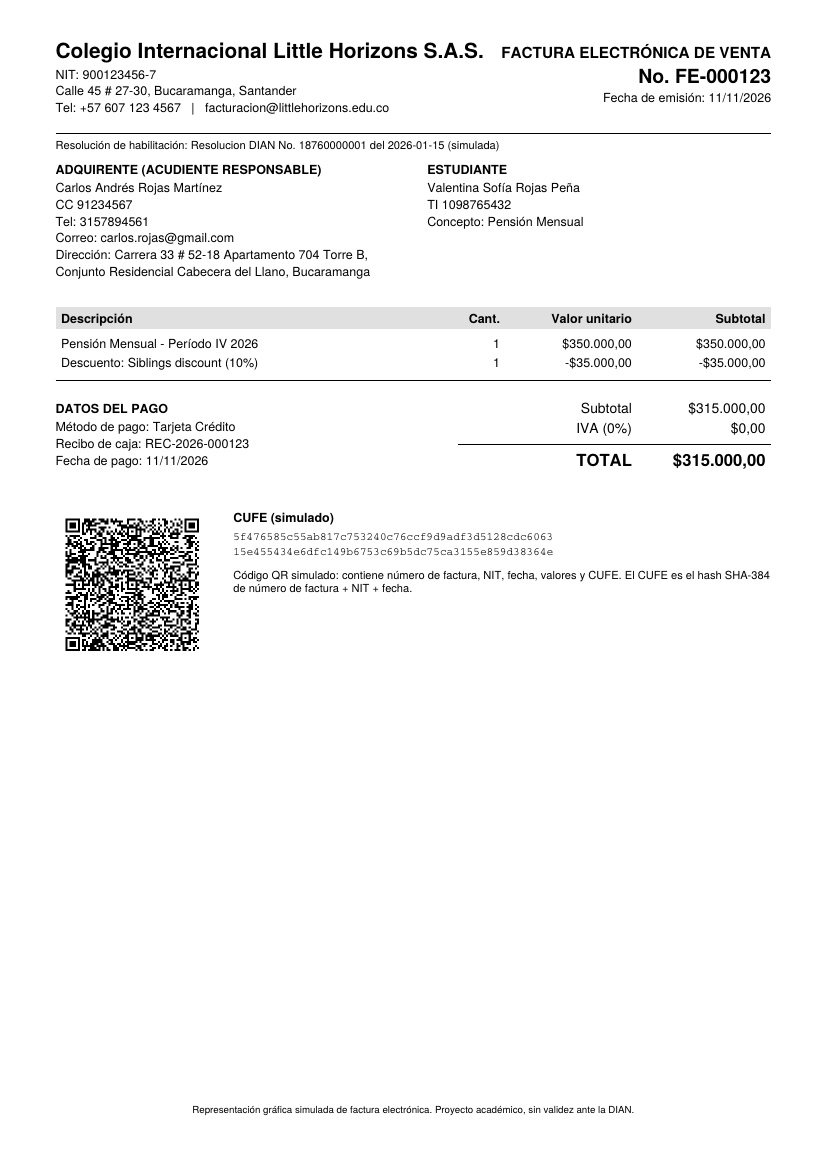 Colegio Internacional Little Horizons S.A.S.
NIT: 900123456-7
Calle 45 # 27-30, Bucaramanga, Santander
Tel: +57 607 123 4567 | facturacion@littlehorizons.edu.co
FACTURA ELECTRÓNICA DE VENTA
No. FE-000123
Fecha de emisión: 11/11/2026
Resolución de habilitación: Resolucion DIAN No. 18760000001 del 2026-01-15 (simulada)
ADQUIRENTE (ACUDIENTE RESPONSABLE)
Carlos Andrés Rojas Martínez
CC 91234567
Tel: 3157894561
Correo: carlos.rojas@gmail.com
Dirección: Carrera 33 # 52-18 Apartamento 704 Torre B,
Conjunto Residencial Cabecera del Llano, Bucaramanga
ESTUDIANTE
Valentina Sofía Rojas Peña
TI 1098765432
Concepto: Pensión Mensual
Descripción Cant. Valor unitario Subtotal
Pensión Mensual - Período IV 2026 1 $350.000,00 $350.000,00
Descuento: Siblings discount (10%) 1 -$35.000,00 -$35.000,00
DATOS DEL PAGO
Método de pago: Tarjeta Crédito
Recibo de caja: REC-2026-000123
Fecha de pago: 11/11/2026
Subtotal $315.000,00
IVA (0%) $0,00
TOTAL $315.000,00
CUFE (simulado)
5f476585c55ab817c753240c76ccf9d9adf3d5128cdc6063
15e455434e6dfc149b6753c69b5dc75ca3155e859d38364e
Código QR simulado: contiene número de factura, NIT, fecha, valores y CUFE. El CUFE es el hash SHA-384
de número de factura + NIT + fecha.
Representación gráfica simulada de factura electrónica. Proyecto académico, sin validez ante la DIAN.